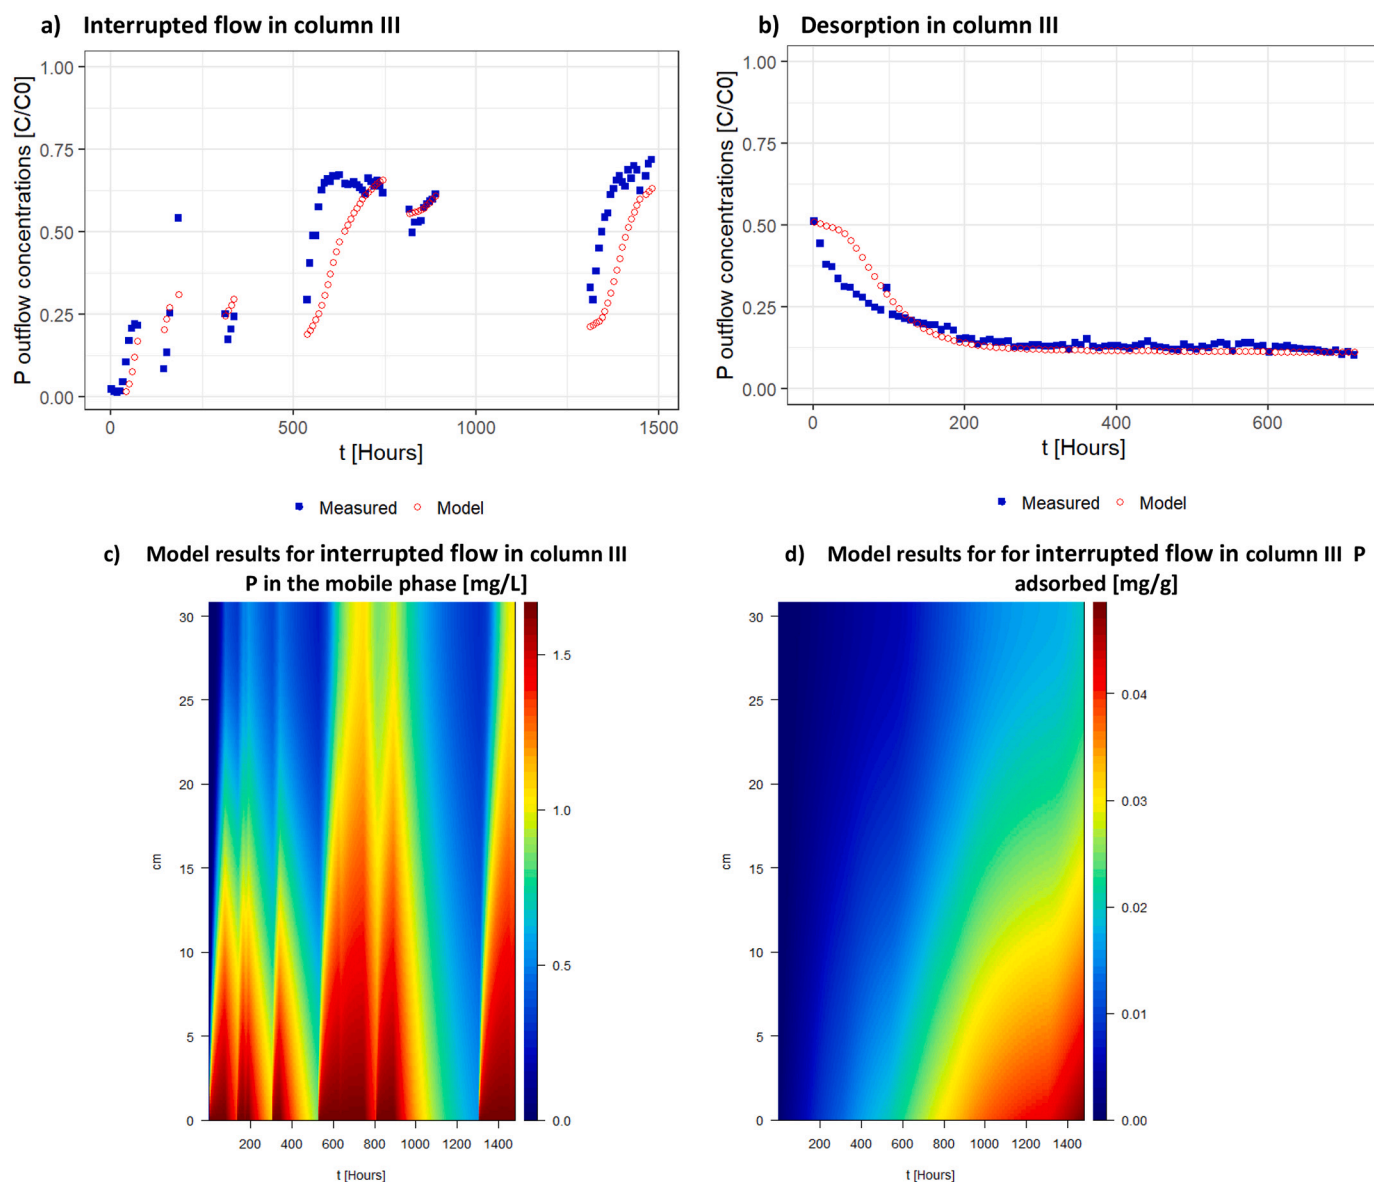 a) Interrupted flow in column III
P outflow concentrations [C/C0]
1.00
0.75
0.50
0.25
0.00
0 500 1000 1500
t [Hours]
Measured Model
b) Desorption in column III
P outflow concentrations [C/C0]
1.00
0.75
0.50
0.25
0.00
0 200 400 600
t [Hours]
Measured Model
c) Model results for interrupted flow in column III
P in the mobile phase [mg/L]
30
25
20
15
10
5
0
cm
200 400 600 800 1000 1200 1400
t [Hours]
1.5
1.0
0.5
0.0
d) Model results for for interrupted flow in column III P
adsorbed [mg/g]
30
25
20
15
10
5
0
cm
200 400 600 800 1000 1200 1400
t [Hours]
0.04
0.03
0.02
0.01
0.00